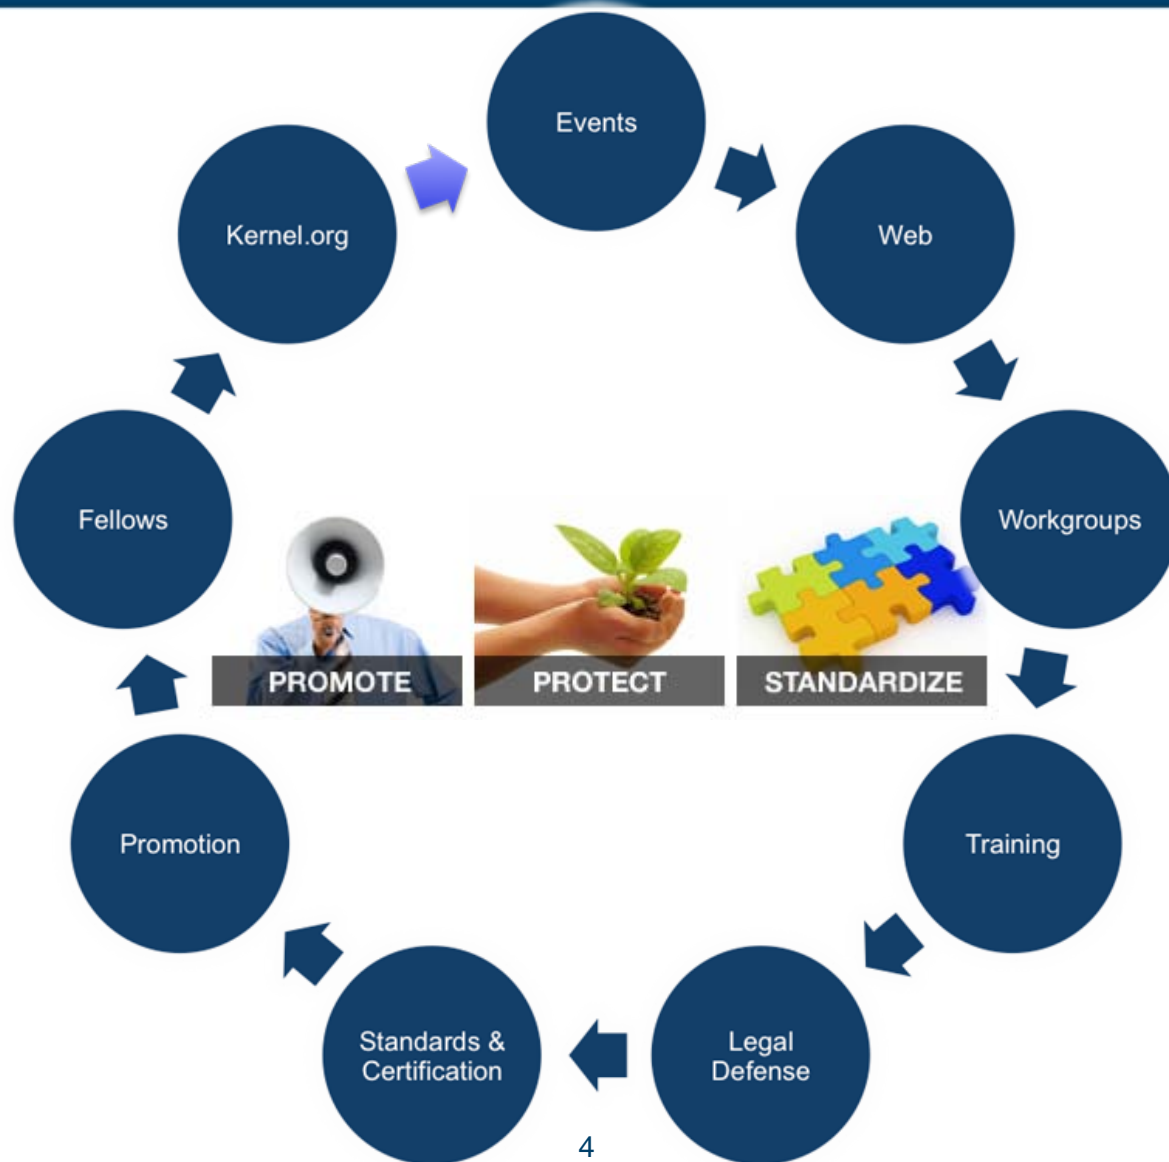 Events
Kernel.org
Web
Fellows
Workgroups
PROMOTE
PROTECT
STANDARDIZE
Promotion
Training
Standards &
Certification
Legal
Defense
4